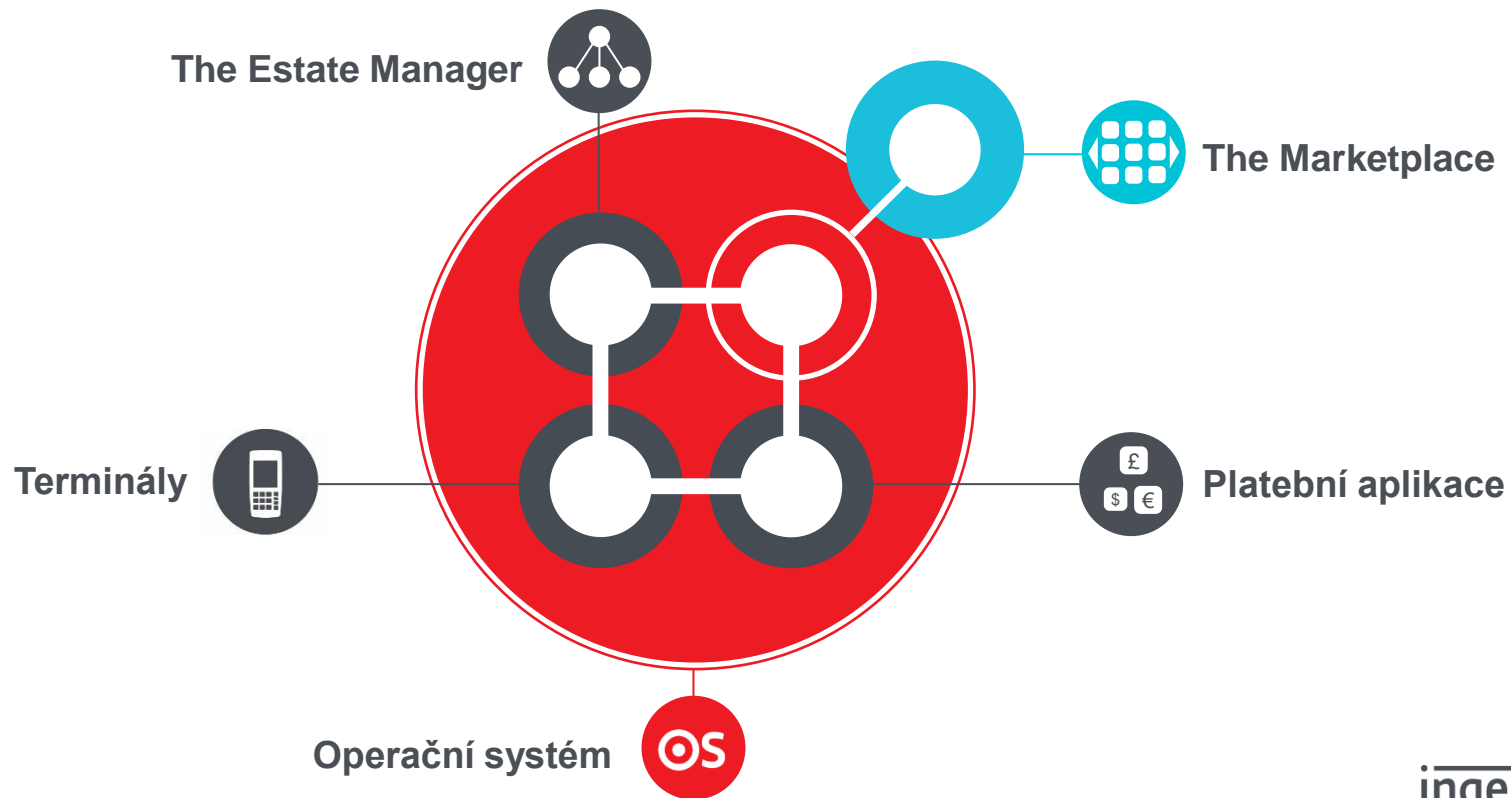 The Estate Manager
The Marketplace
Terminály
£
$ €
Platební aplikace
Operační systém
OS